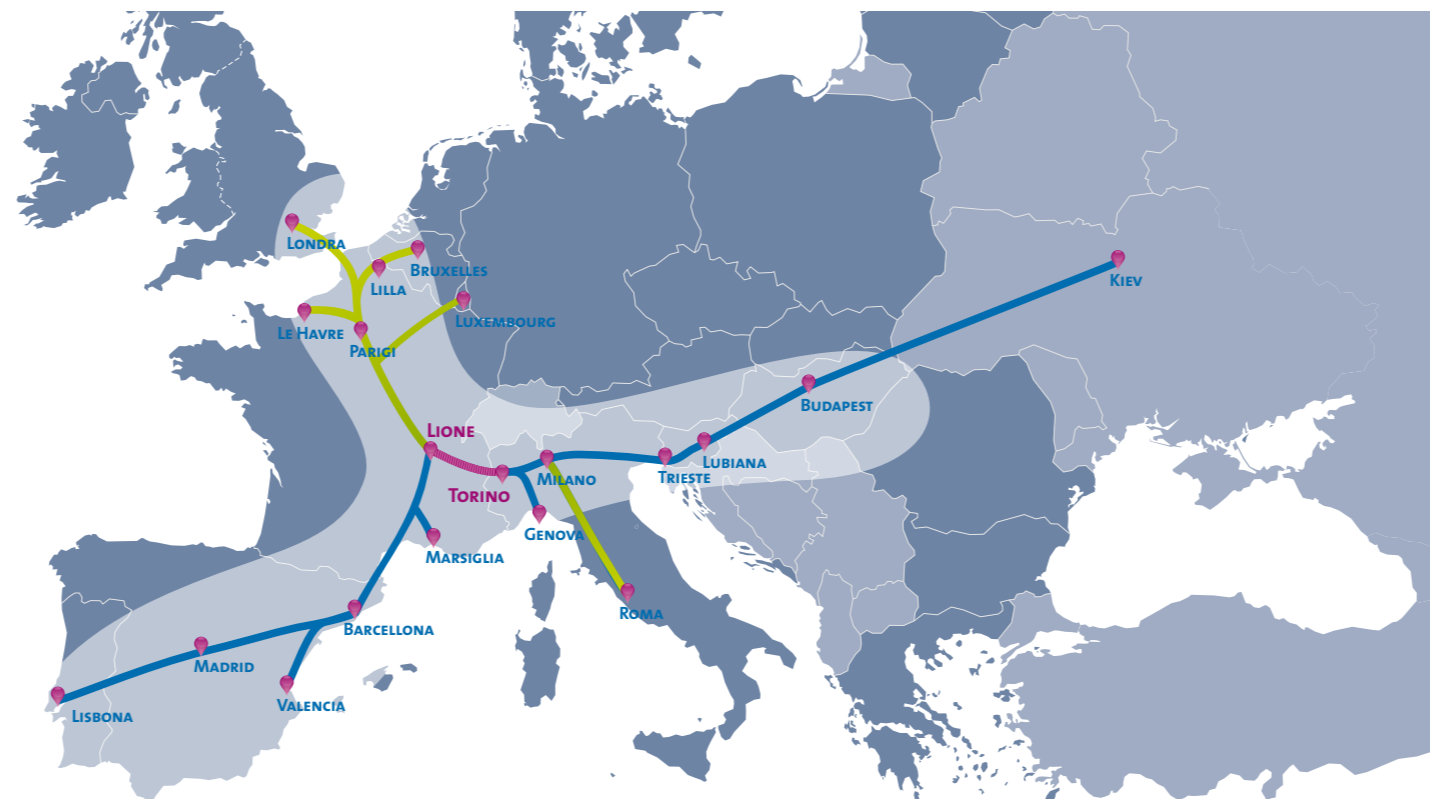 Londra
Bruxelles
Lilla
Kiev
Luxembourg
Le Havre
Parigi
Budapest
Lione
Lubiana
Milano
Trieste
Torino
Genova
Marsiglia
Roma
Barcellona
Madrid
Valencia
Lisbona